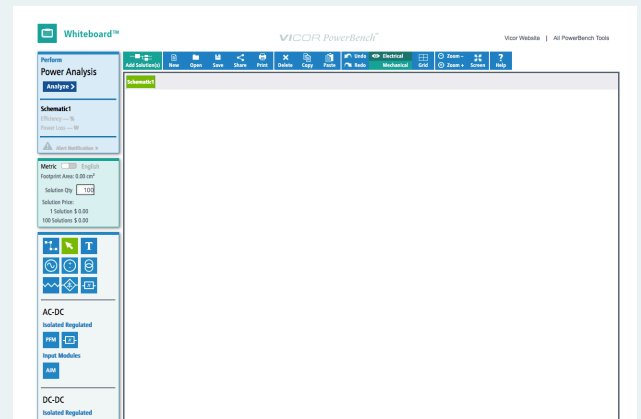 Whiteboard™
VICOR PowerBench™
Vicor Website | All PowerBench Tools
Perform
Power Analysis
Analyze >
Add Solution(s) New Open Save Share Print Delete Copy Paste Undo Redo Electrical Mechanical Grid Zoom – Zoom + Screen Help
Schematic1
Schematic1
Efficiency — %
Power Loss — W
Alert Notification
Metric English
Footprint Area: 0.00 cm²
Solution Qty 100
Solution Price:
1 Solution $ 0.00
100 Solutions $ 0.00
T
AC-DC
Isolated Regulated
PFM
Input Modules
AIM
DC-DC
Isolated Regulated